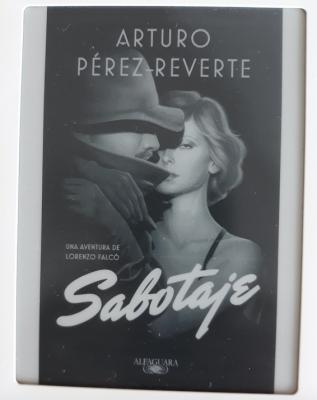 ARTURO
PÉREZ-REVERTE
UNA AVENTURA DE
LORENZO FALCÓ
Sabotaje
ALFAGUARA